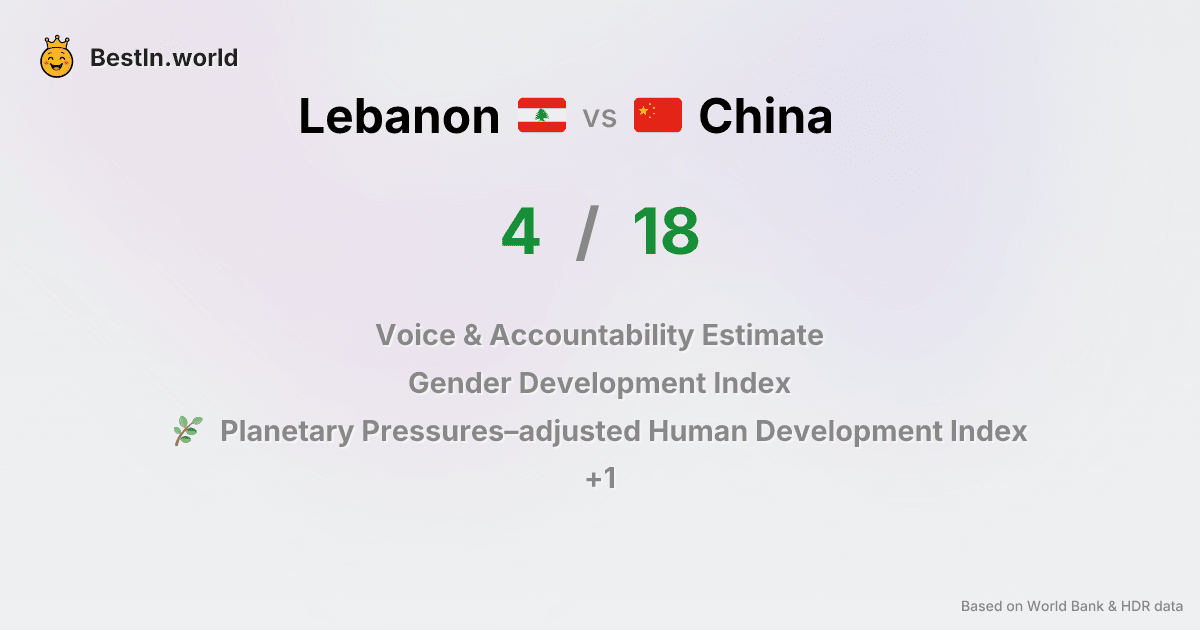 BestIn.world
Lebanon vs China
4 / 18
Voice & Accountability Estimate
Gender Development Index
Planetary Pressures–adjusted Human Development Index
+1
Based on World Bank & HDR data